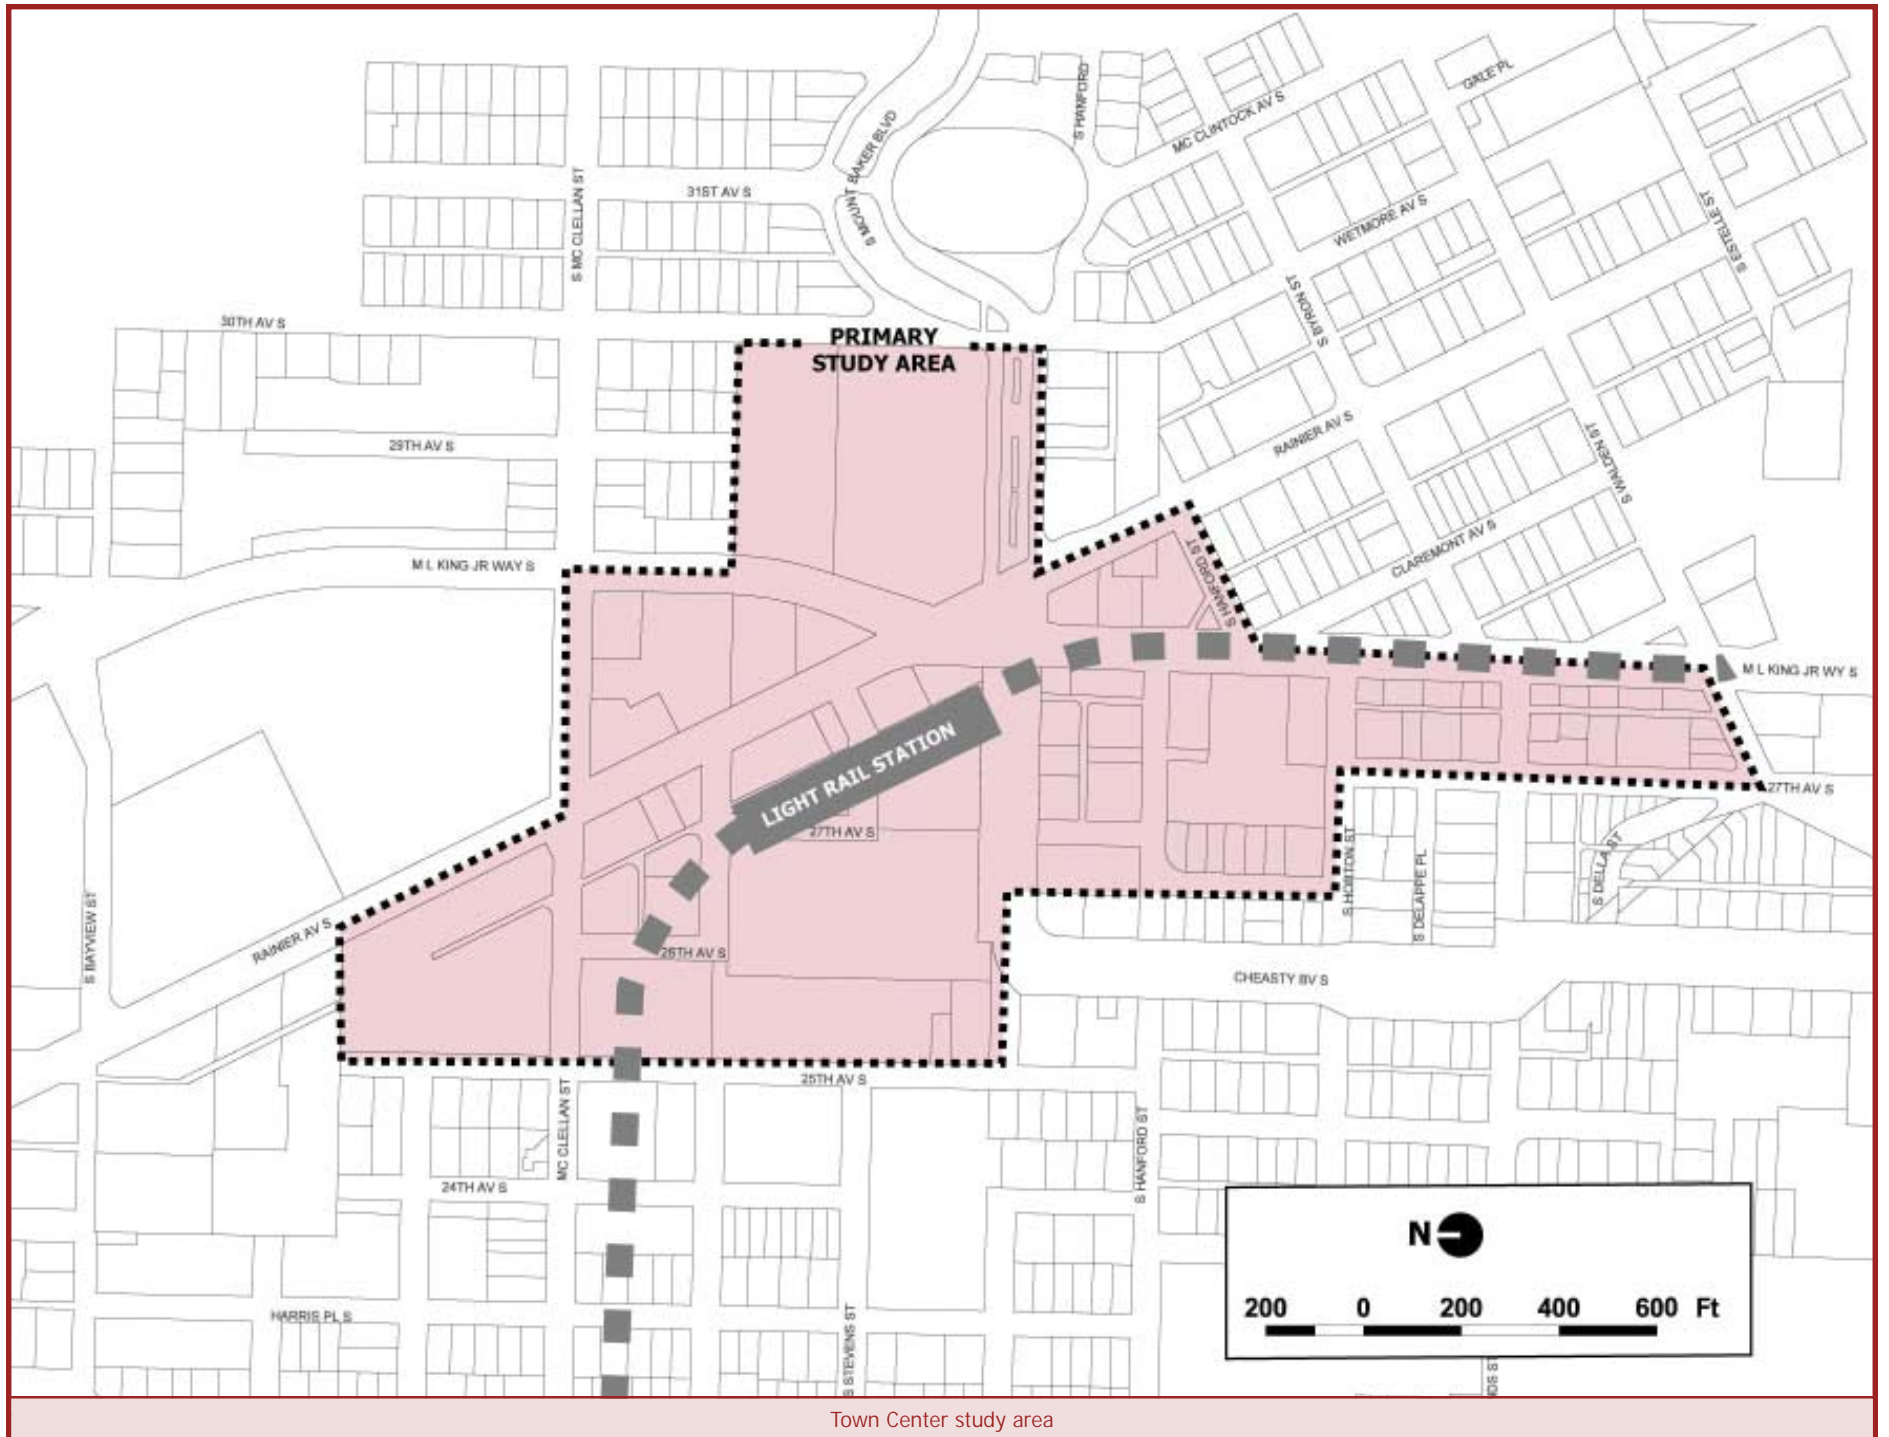 S HANFORD
GALE PL
MC CLINTOCK AV S
S MOUNT BAKER BLVD
31ST AV S
S MC CLELLAN ST
WETMORE AV S
S ESTELLE ST
S BYRON ST
30TH AV S
PRIMARY
STUDY AREA
29TH AV S
RAINIER AV S
S WALDEN ST
CLAREMONT AV S
M L KING JR WAY S
S HANFORD ST
M L KING JR WY S
LIGHT RAIL STATION
27TH AV S
27TH AV S
S HORTON ST
S DELAPPE PL
S DELLA ST
RAINIER AV S
S BAYVIEW ST
26TH AV S
CHEASTY BV S
25TH AV S
MC CLELLAN ST
S HANFORD ST
24TH AV S
HARRIS PL S
S STEVENS ST
N
200 0 200 400 600 Ft
Town Center study area